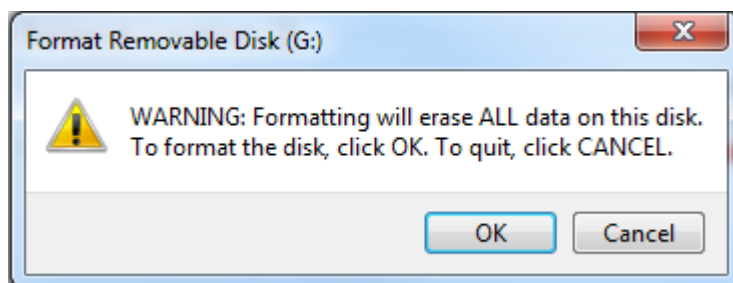 Format Removable Disk (G:)
WARNING: Formatting will erase ALL data on this disk.
To format the disk, click OK. To quit, click CANCEL.
OK
Cancel